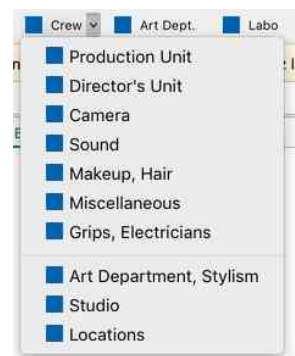 Crew Art Dept. Labo
Production Unit
Director's Unit
Camera
Sound
Makeup, Hair
Miscellaneous
Grips, Electricians
Art Department, Stylism
Studio
Locations